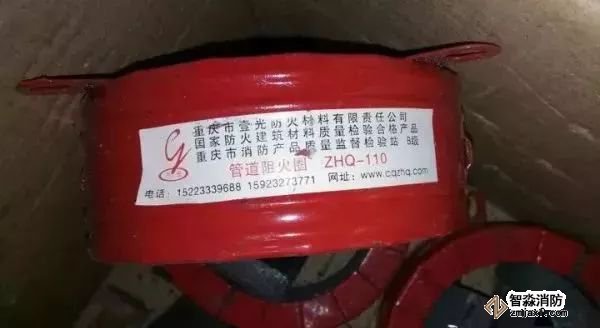 重庆市壹光防火材料有限责任公司
国家防火建筑材料质量检验合格产品
重庆市消防产品质量监督检验站 B级
管道阻火圈 ZHQ-110
电话：15223339688 15923273771 网址：www.cqzhq.com
智淼消防